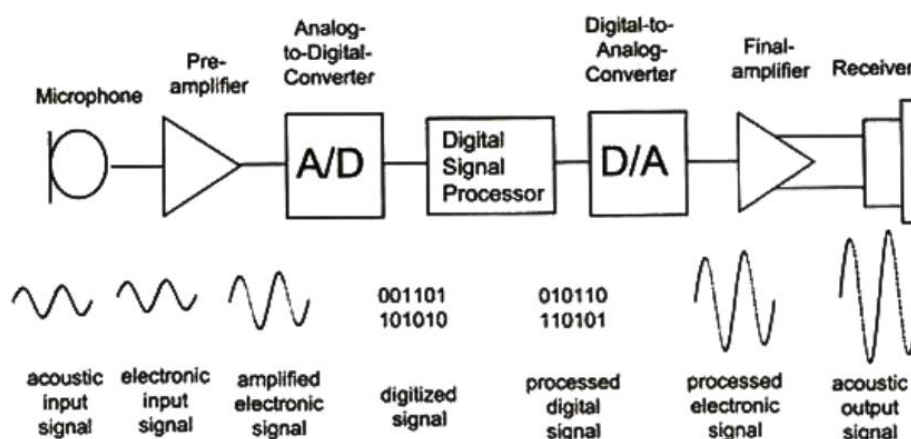 Microphone
Pre-
amplifier
Analog-
to-Digital-
Converter
Digital-to-
Analog-
Converter
Final-
amplifier
Receiver
A/D
Digital
Signal
Processor
D/A
001101
101010
010110
110101
acoustic
input
signal
electronic
input
signal
amplified
electronic
signal
digitized
signal
processed
digital
signal
processed
electronic
signal
acoustic
output
signal